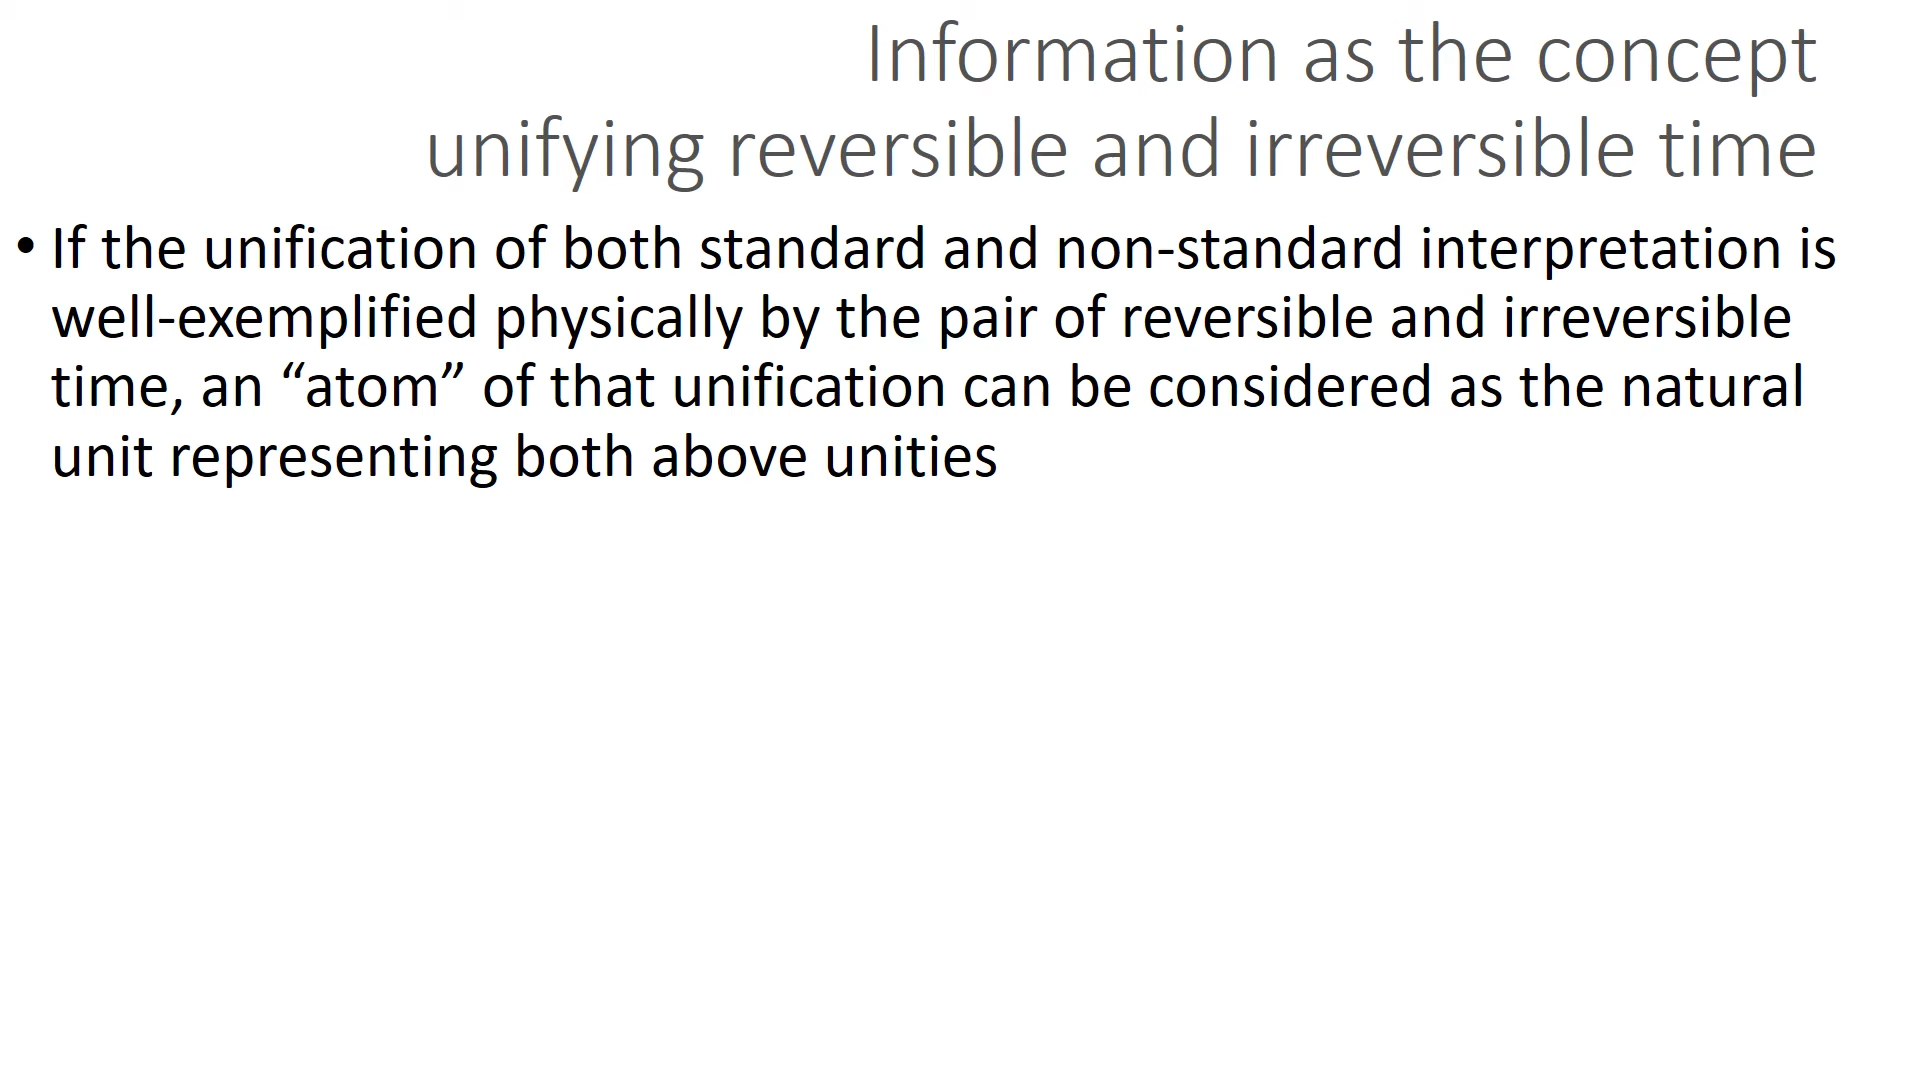 Information as the concept
unifying reversible and irreversible time
• If the unification of both standard and non-standard interpretation is
well-exemplified physically by the pair of reversible and irreversible
time, an “atom” of that unification can be considered as the natural
unit representing both above unities